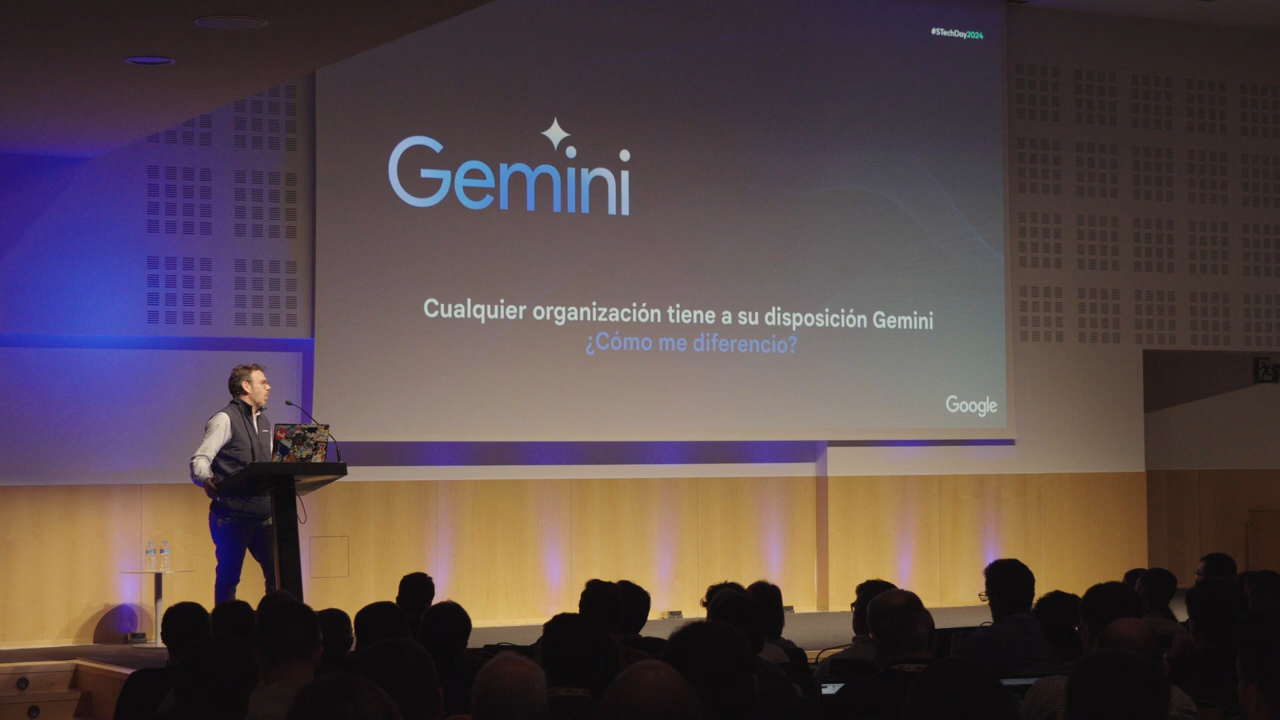 #STechDay2024
Gemini
Cualquier organización tiene a su disposición Gemini
¿Cómo me diferencio?
Google